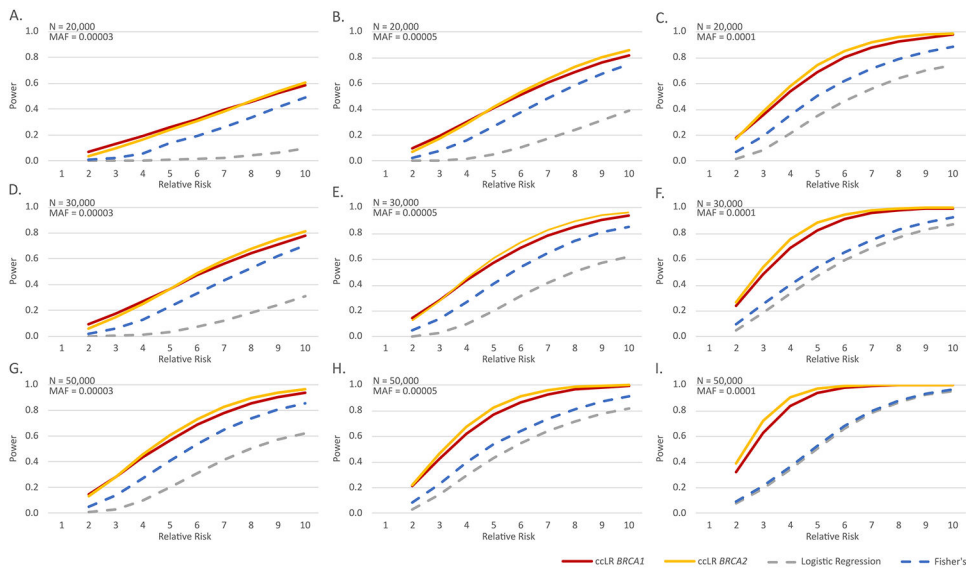 A.
N = 20,000
MAF = 0.00003
1.0
0.8
0.6
0.4
0.2
0.0
Power
1 2 3 4 5 6 7 8 9 10
Relative Risk
B.
N = 20,000
MAF = 0.00005
1.0
0.8
0.6
0.4
0.2
0.0
Power
1 2 3 4 5 6 7 8 9 10
Relative Risk
C.
N = 20,000
MAF = 0.0001
1.0
0.8
0.6
0.4
0.2
0.0
Power
1 2 3 4 5 6 7 8 9 10
Relative Risk
D.
N = 30,000
MAF = 0.00003
1.0
0.8
0.6
0.4
0.2
0.0
Power
1 2 3 4 5 6 7 8 9 10
Relative Risk
E.
N = 30,000
MAF = 0.00005
1.0
0.8
0.6
0.4
0.2
0.0
Power
1 2 3 4 5 6 7 8 9 10
Relative Risk
F.
N = 30,000
MAF = 0.0001
1.0
0.8
0.6
0.4
0.2
0.0
Power
1 2 3 4 5 6 7 8 9 10
Relative Risk
G.
N = 50,000
MAF = 0.00003
1.0
0.8
0.6
0.4
0.2
0.0
Power
1 2 3 4 5 6 7 8 9 10
Relative Risk
H.
N = 50,000
MAF = 0.00005
1.0
0.8
0.6
0.4
0.2
0.0
Power
1 2 3 4 5 6 7 8 9 10
Relative Risk
I.
N = 50,000
MAF = 0.0001
1.0
0.8
0.6
0.4
0.2
0.0
Power
1 2 3 4 5 6 7 8 9 10
Relative Risk
ccLR BRCA1 ccLR BRCA2 Logistic Regression Fisher's